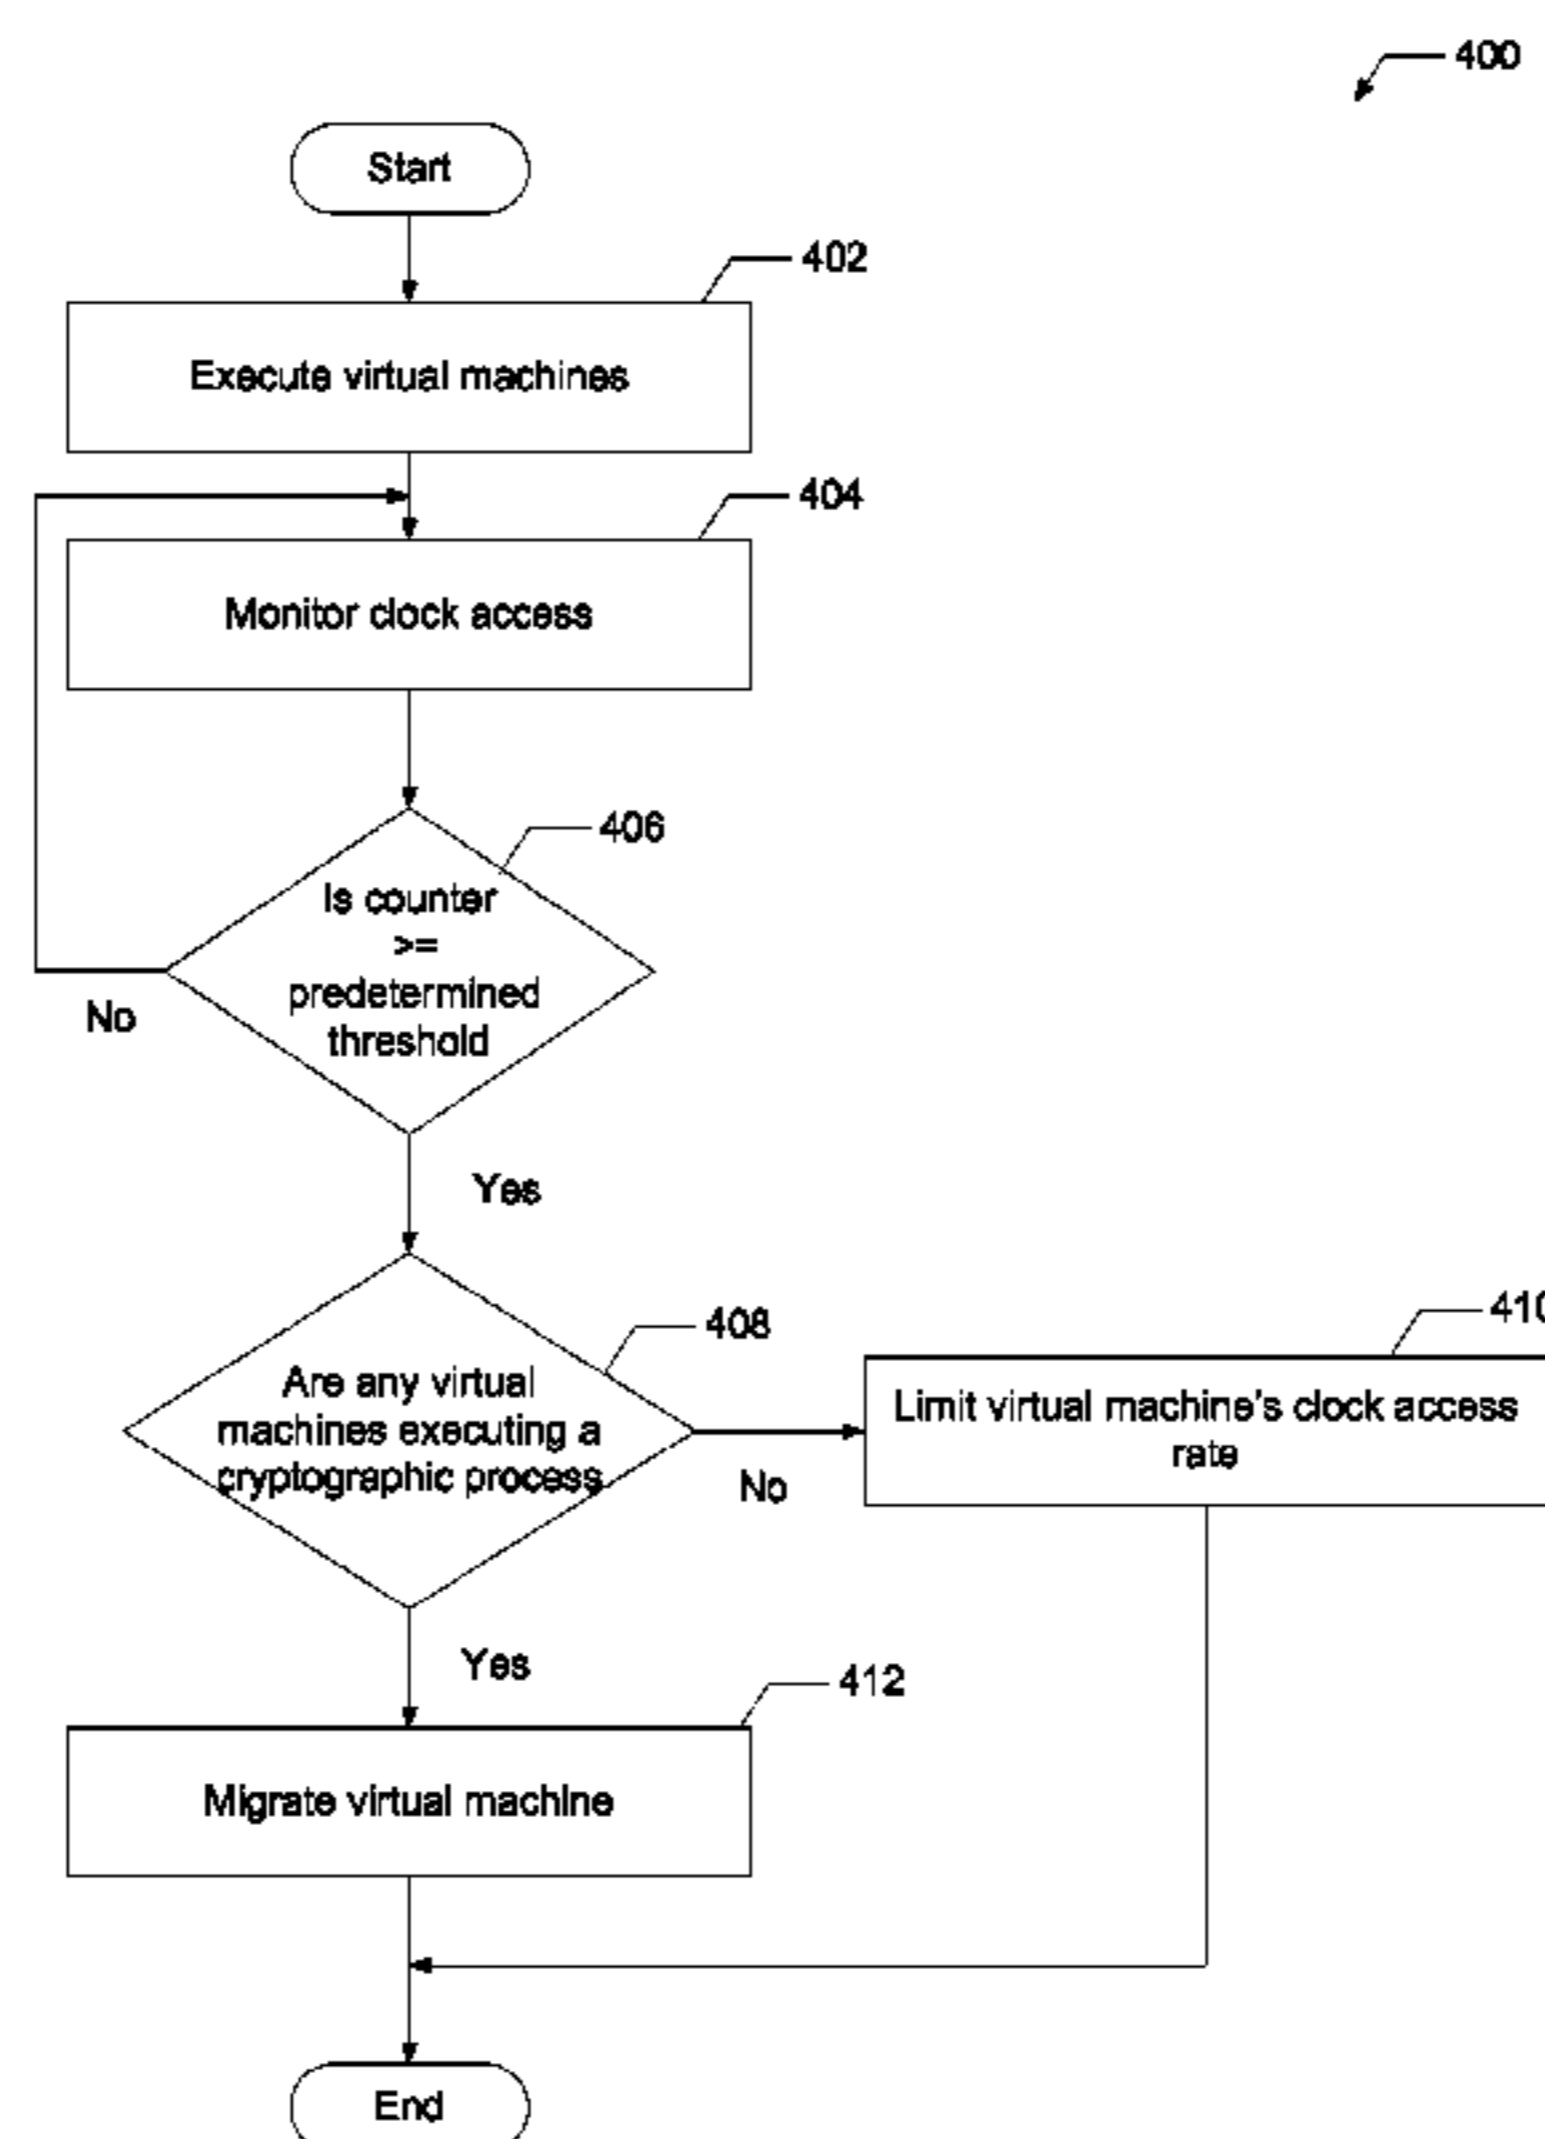 400
Start
402
Execute virtual machines
404
Monitor clock access
406
Is counter
>=
predetermined
threshold
No
Yes
408
Are any virtual
machines executing a
cryptographic process
No
410
Limit virtual machine's clock access
rate
Yes
412
Migrate virtual machine
End